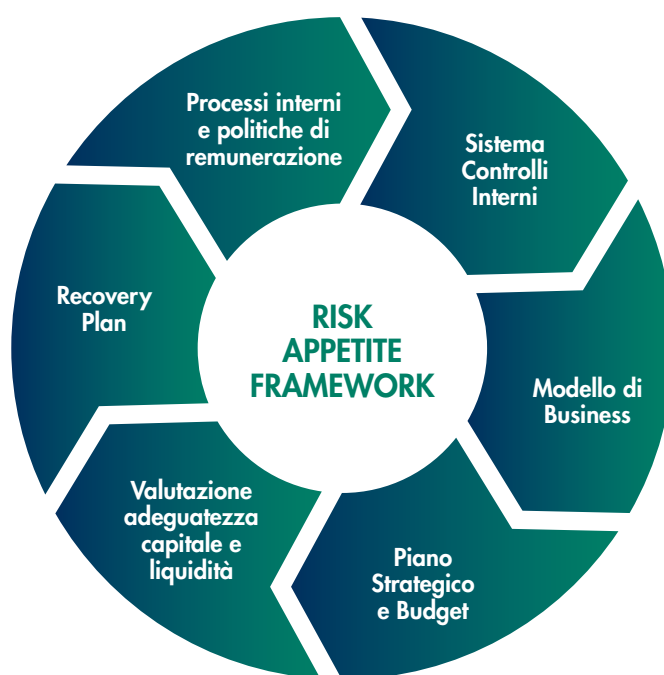 Processi interni
e politiche di
remunerazione
Sistema
Controlli
Interni
Modello di
Business
Piano
Strategico
e Budget
Valutazione
adeguatezza
capitale e
liquidità
Recovery
Plan
RISK
APPETITE
FRAMEWORK